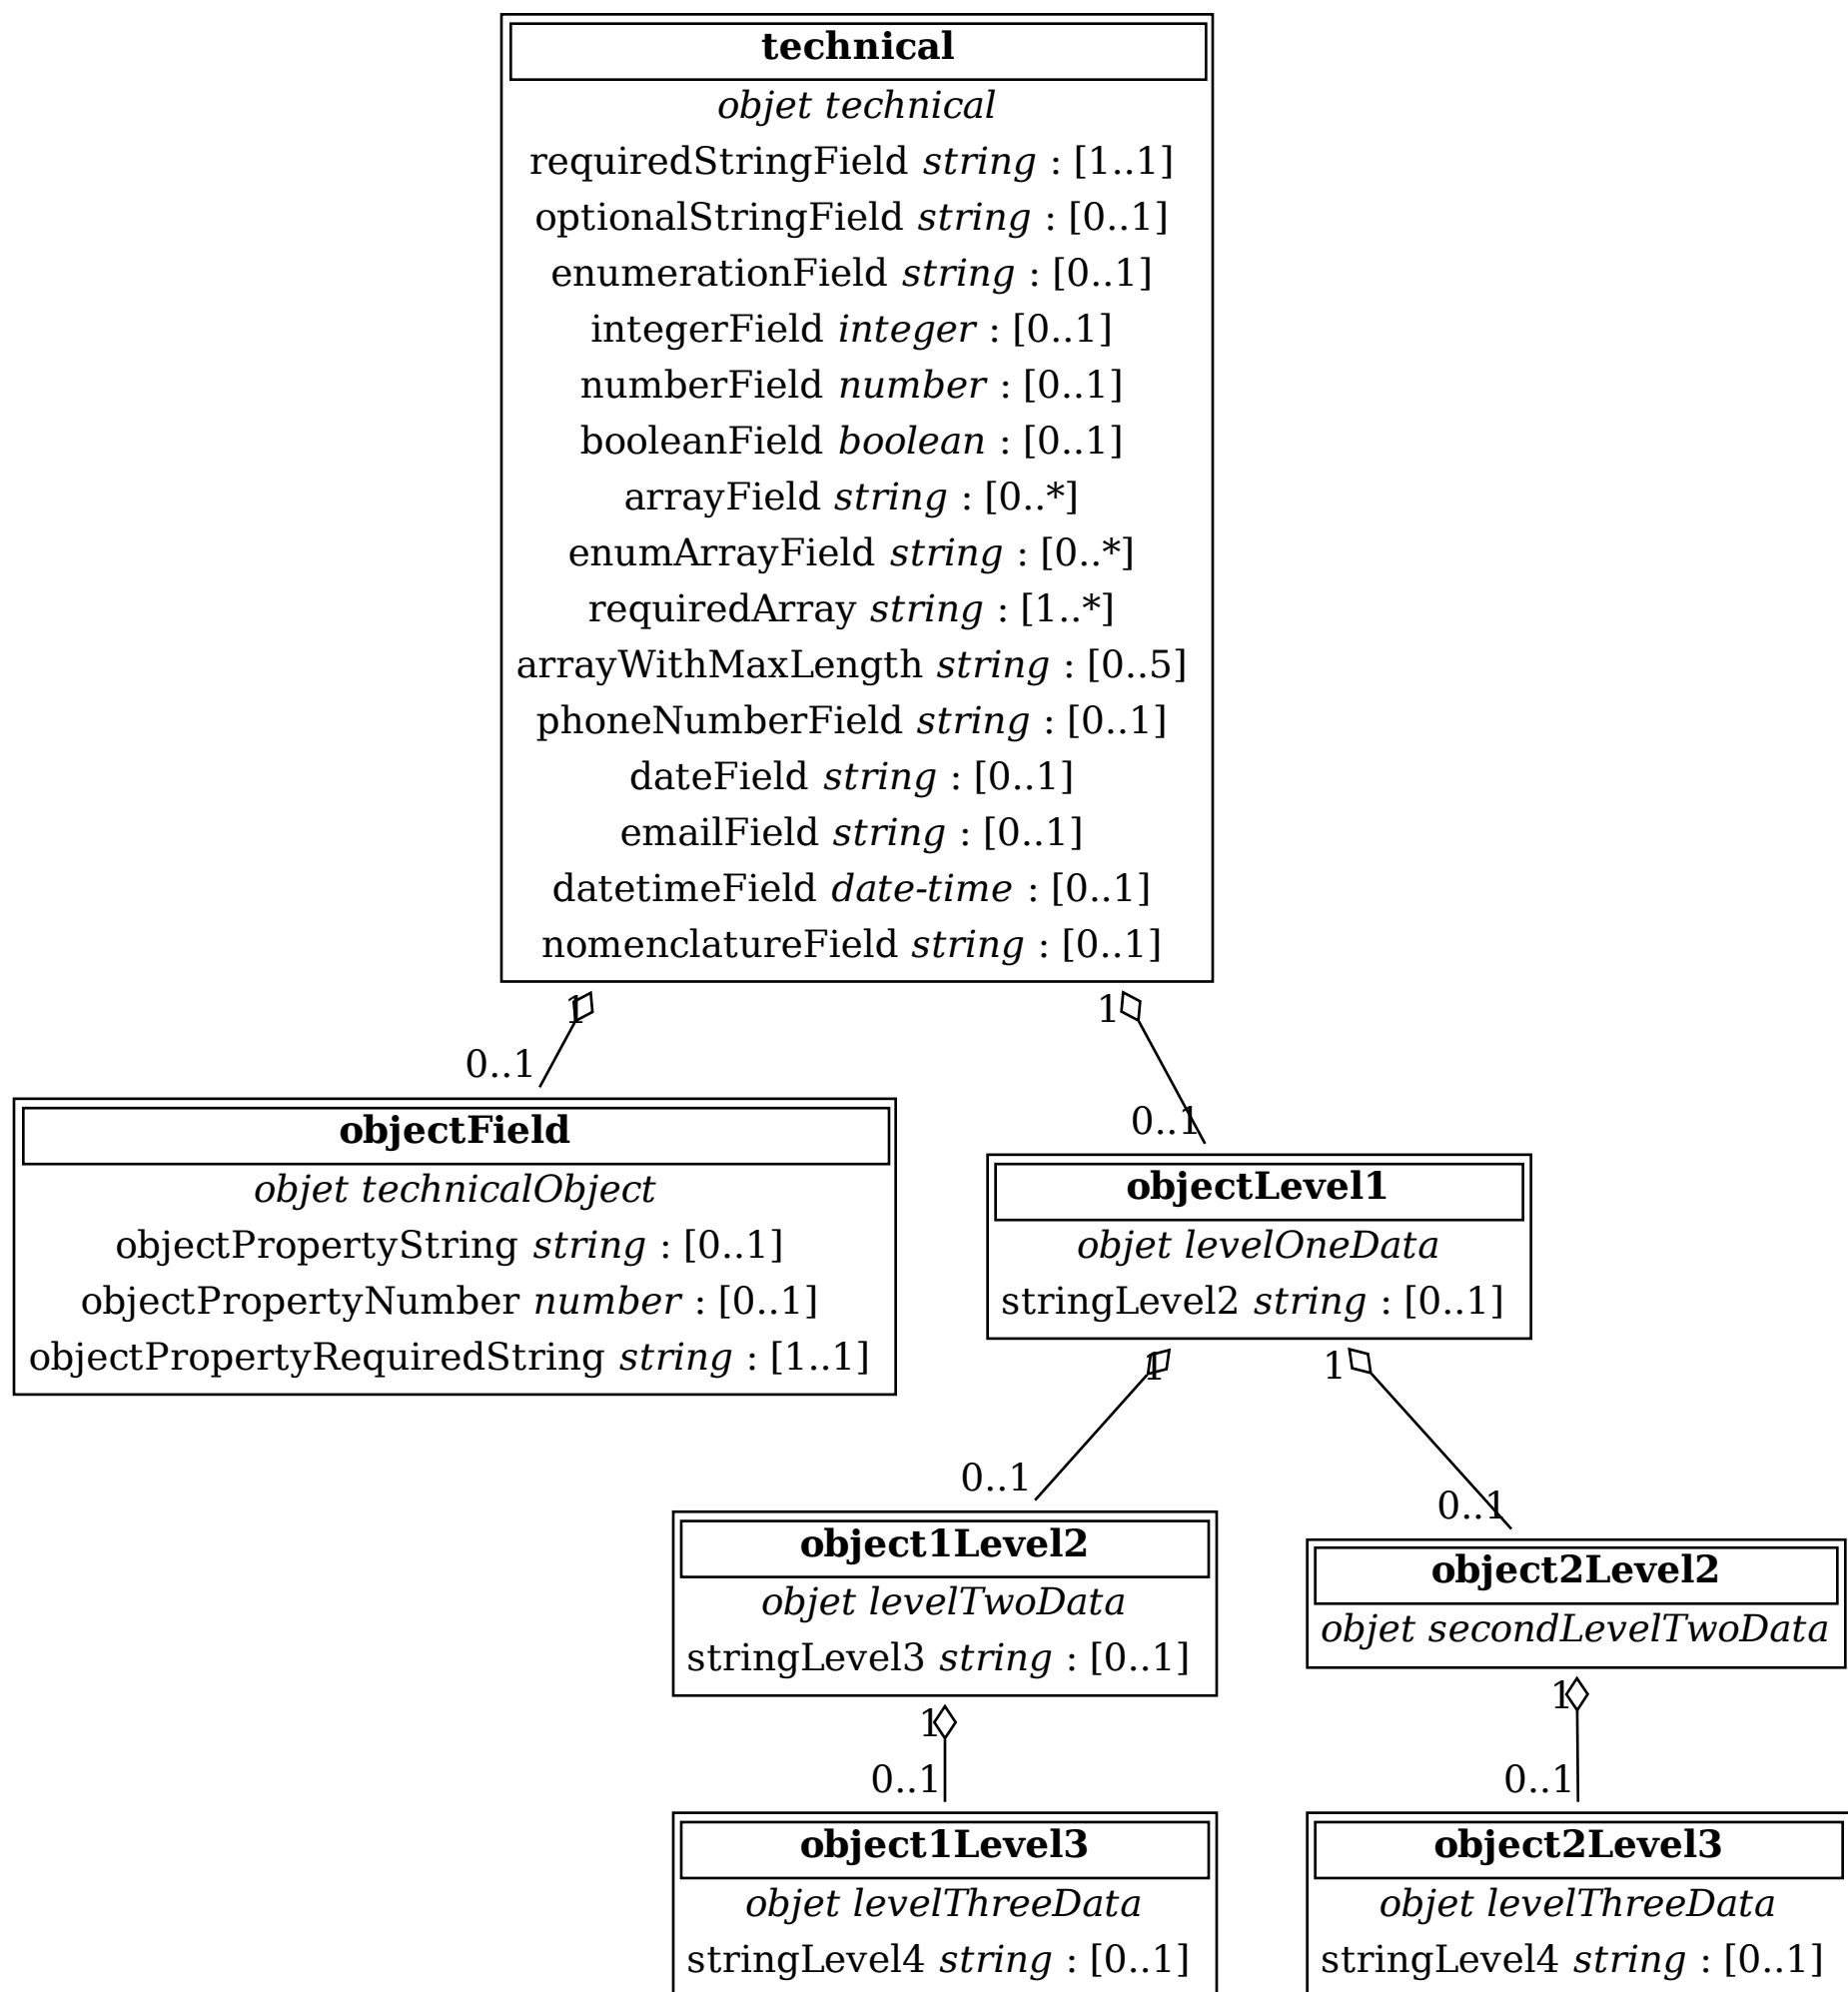 technical
objet technical
requiredStringField string : [1..1]
optionalStringField string : [0..1]
enumerationField string : [0..1]
integerField integer : [0..1]
numberField number : [0..1]
booleanField boolean : [0..1]
arrayField string : [0..*]
enumArrayField string : [0..*]
requiredArray string : [1..*]
arrayWithMaxLength string : [0..5]
phoneNumberField string : [0..1]
dateField string : [0..1]
emailField string : [0..1]
datetimeField date-time : [0..1]
nomenclatureField string : [0..1]
1
1
0..1
0..1
objectField
objet technicalObject
objectPropertyString string : [0..1]
objectPropertyNumber number : [0..1]
objectPropertyRequiredString string : [1..1]
objectLevel1
objet levelOneData
stringLevel2 string : [0..1]
1
1
0..1
0..1
object1Level2
objet levelTwoData
stringLevel3 string : [0..1]
object2Level2
objet secondLevelTwoData
1
1
0..1
0..1
object1Level3
objet levelThreeData
stringLevel4 string : [0..1]
object2Level3
objet levelThreeData
stringLevel4 string : [0..1]